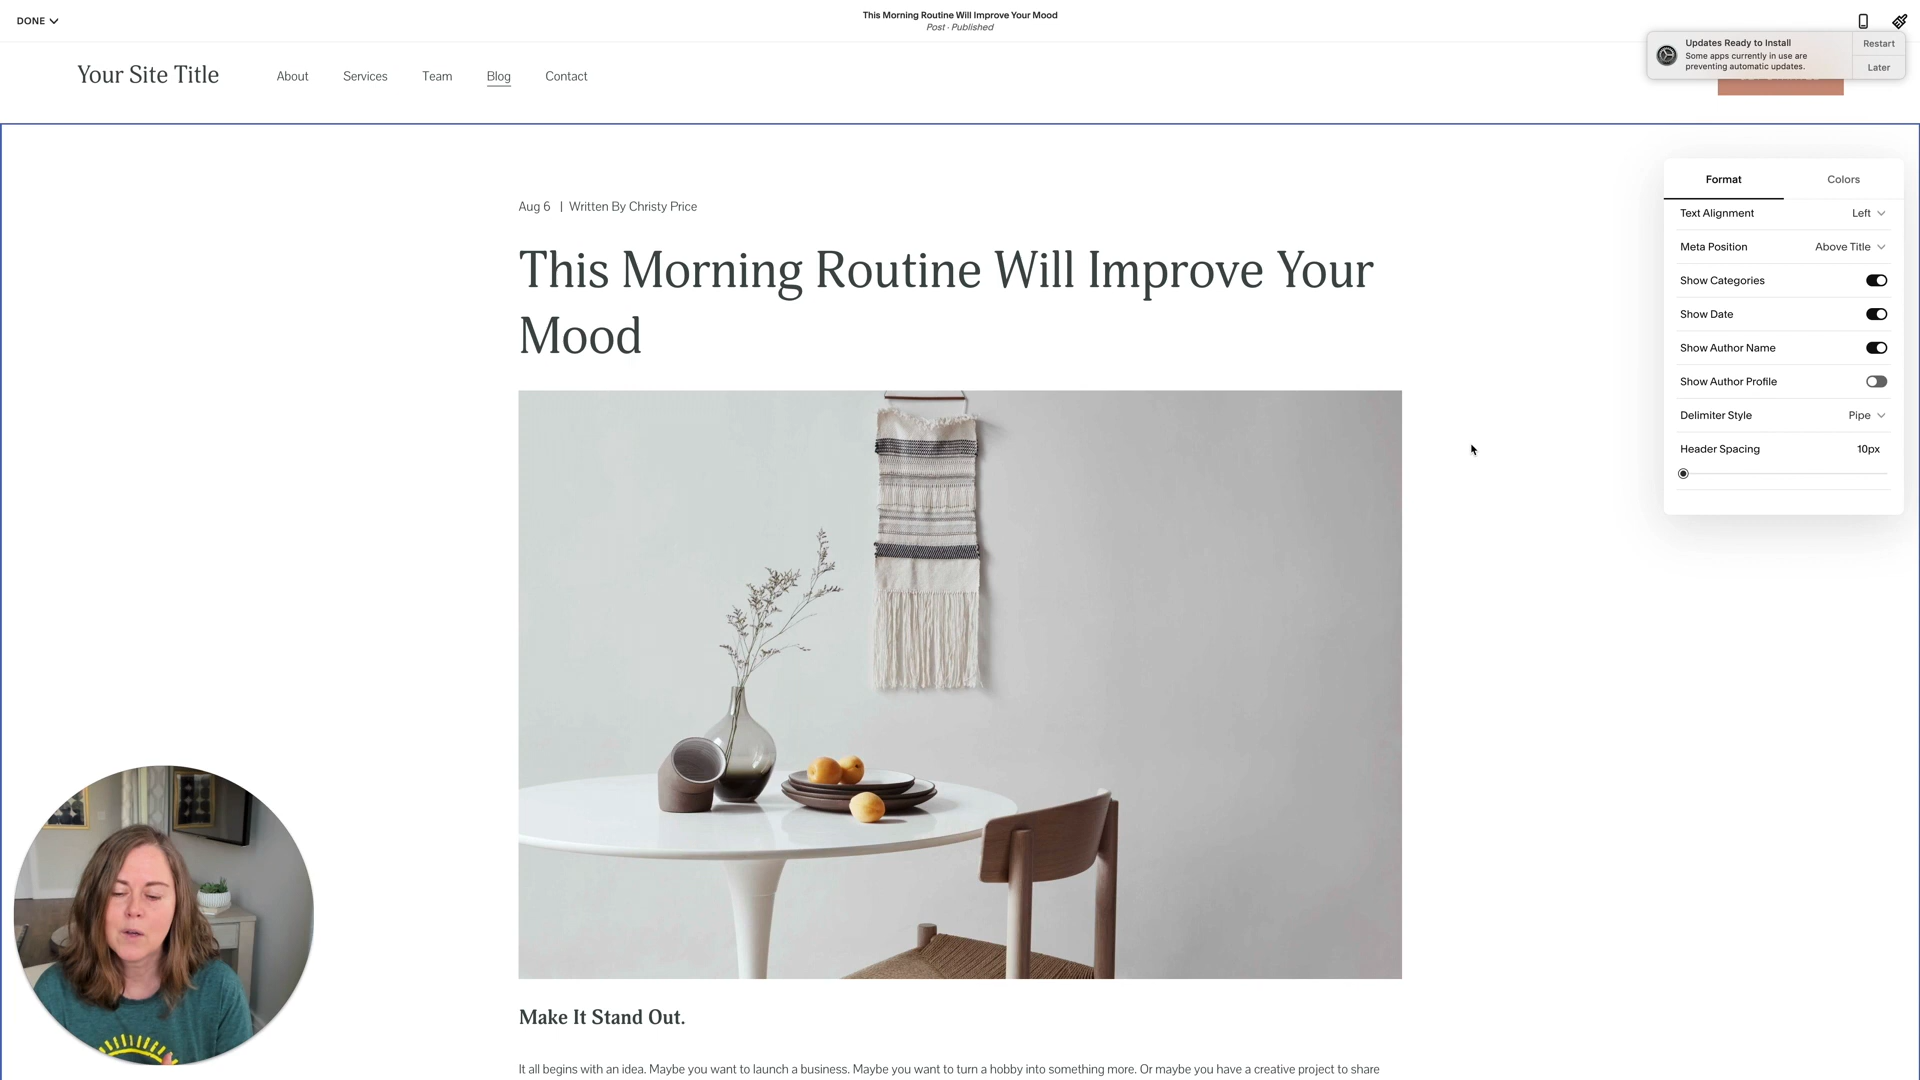 DONE
This Morning Routine Will Improve Your Mood
Post · Published
Updates Ready to Install
Some apps currently in use are
preventing automatic updates.
Restart
Later
Your Site Title
About
Services
Team
Blog
Contact
Format
Colors
Text Alignment
Left
Meta Position
Above Title
Show Categories
Show Date
Show Author Name
Show Author Profile
Delimiter Style
Pipe
Header Spacing
10px
Aug 6 | Written By Christy Price
This Morning Routine Will Improve Your
Mood
Make It Stand Out.
It all begins with an idea. Maybe you want to launch a business. Maybe you want to turn a hobby into something more. Or maybe you have a creative project to share